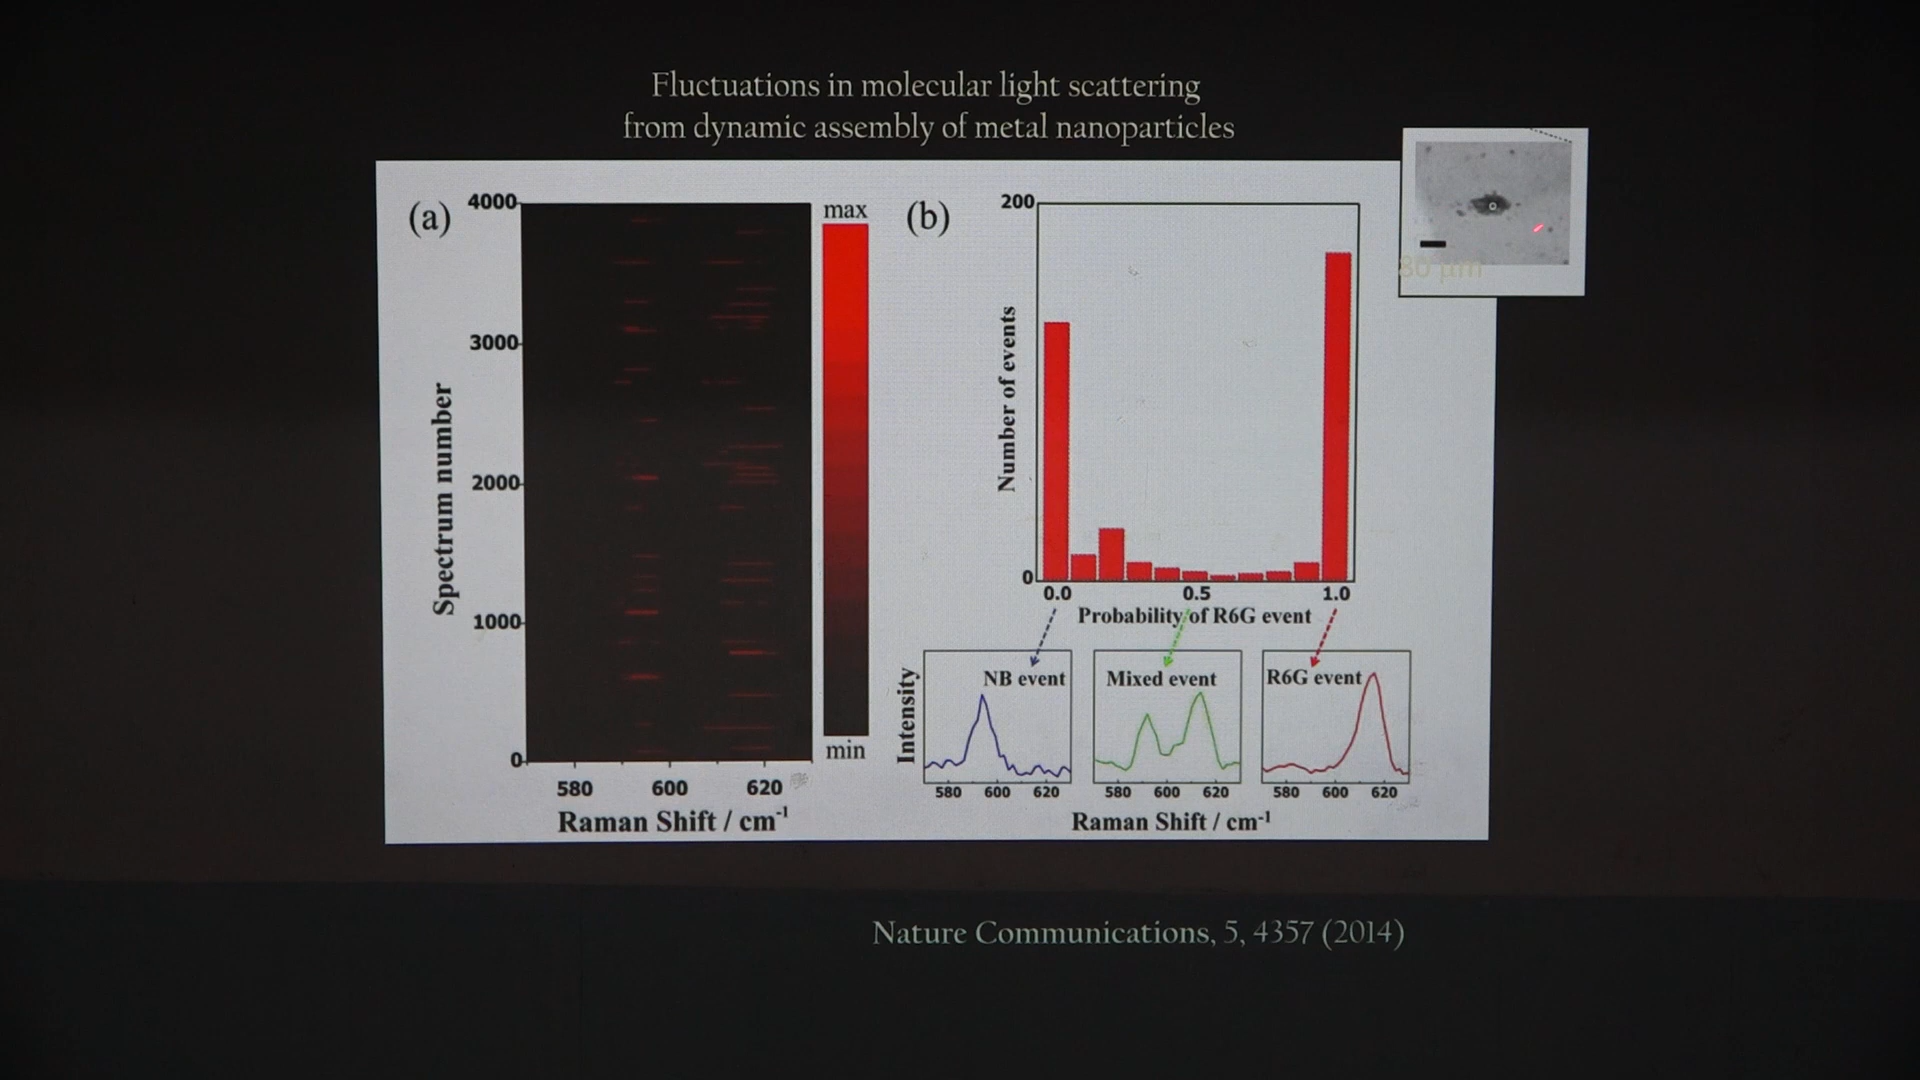 Fluctuations in molecular light scattering
from dynamic assembly of metal nanoparticles
(a)
4000
3000
2000
1000
0
Spectrum number
580 600 620
Raman Shift / cm⁻¹
max
min
(b)
200
0
Number of events
0.0 0.5 1.0
Probability of R6G event
Intensity
NB event
580 600 620
Mixed event
580 600 620
R6G event
580 600 620
Raman Shift / cm⁻¹
80 µm
Nature Communications, 5, 4357 (2014)